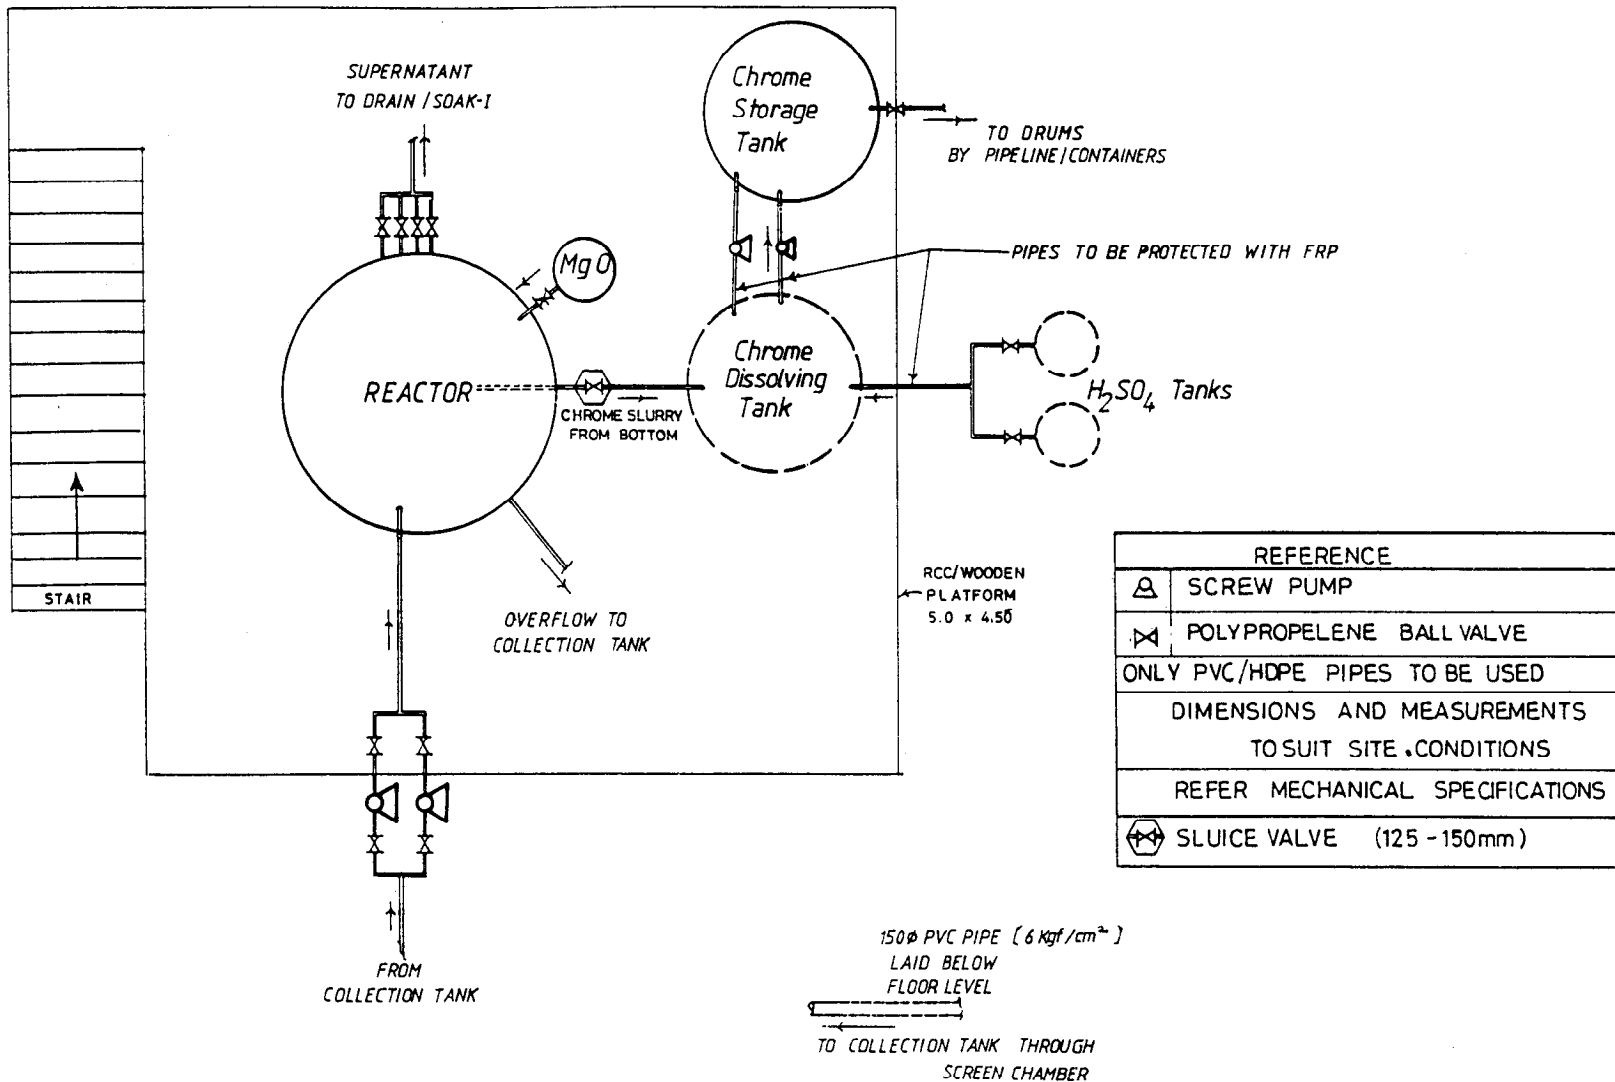 SUPERNATANT
TO DRAIN / SOAK-I
Chrome
Storage
Tank
TO DRUMS
BY PIPELINE / CONTAINERS
MgO
PIPES TO BE PROTECTED WITH FRP
REACTOR
CHROME SLURRY
FROM BOTTOM
Chrome
Dissolving
Tank
H₂SO₄ Tanks
STAIR
OVERFLOW TO
COLLECTION TANK
RCC/WOODEN
PLATFORM
5.0 x 4.50
REFERENCE
SCREW PUMP
POLYPROPELENE BALL VALVE
ONLY PVC/HDPE PIPES TO BE USED
DIMENSIONS AND MEASUREMENTS
TO SUIT SITE . CONDITIONS
REFER MECHANICAL SPECIFICATIONS
SLUICE VALVE (125 - 150mm)
FROM
COLLECTION TANK
150ø PVC PIPE [ 6 Kgf/cm² ]
LAID BELOW
FLOOR LEVEL
TO COLLECTION TANK THROUGH
SCREEN CHAMBER